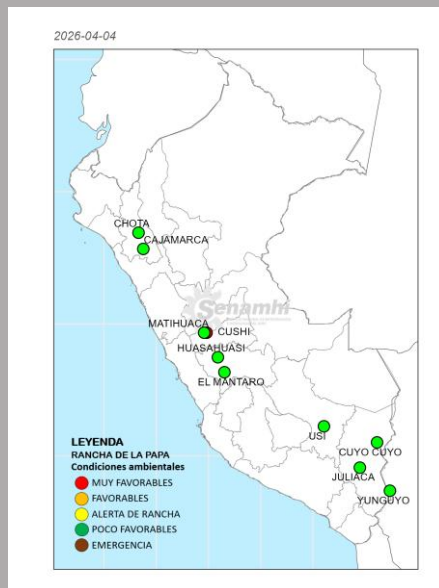 2026-04-04
CHOTA
CAJAMARCA
Senamhi
MATIHUACA
CUSHI
HUASAHUASI
EL MANTARO
USI
CUYO CUYO
JULIACA
YUNGUYO
LEYENDA
RANCHA DE LA PAPA
Condiciones ambientales
MUY FAVORABLES
FAVORABLES
ALERTA DE RANCHA
POCO FAVORABLES
EMERGENCIA